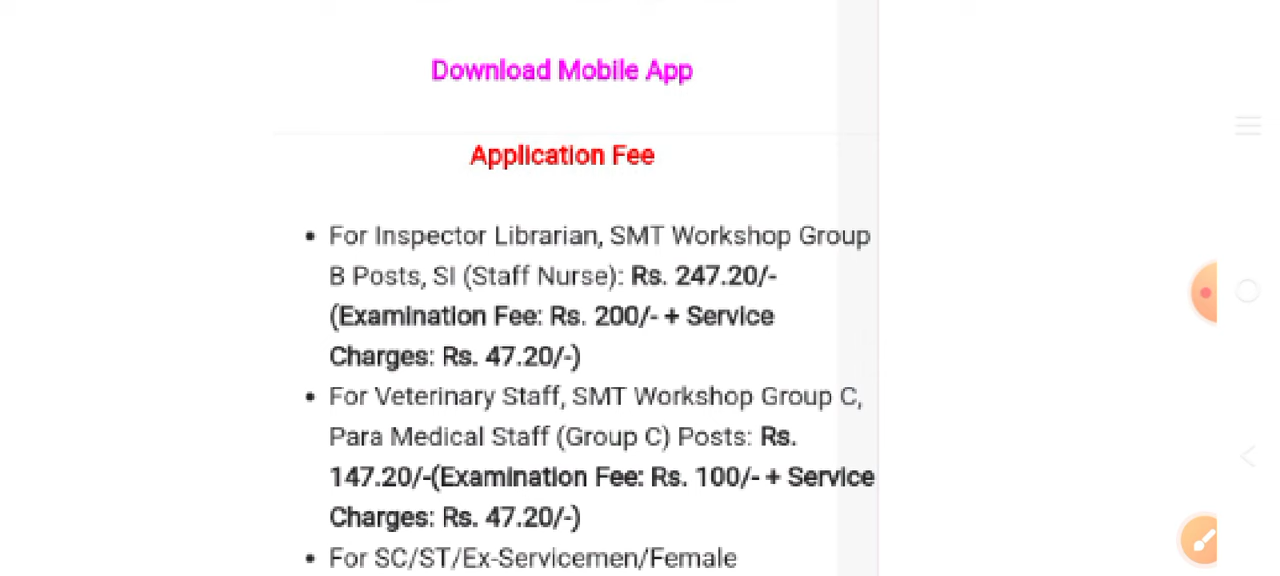 Download Mobile App
Application Fee
• For Inspector Librarian, SMT Workshop Group
B Posts, SI (Staff Nurse): Rs. 247.20/-
(Examination Fee: Rs. 200/- + Service
Charges: Rs. 47.20/-)
• For Veterinary Staff, SMT Workshop Group C,
Para Medical Staff (Group C) Posts: Rs.
147.20/-(Examination Fee: Rs. 100/- + Service
Charges: Rs. 47.20/-)
• For SC/ST/Ex-Servicemen/Female